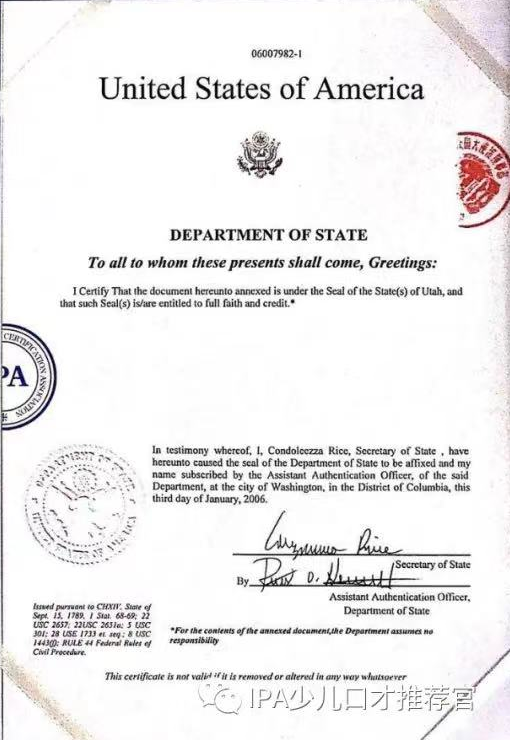 06007982-1
United States of America
DEPARTMENT OF STATE
To all to whom these presents shall come, Greetings:
I Certify That the document hereunto annexed is under the Seal of the State(s) of Utah, and
that such Seal(s) is/are entitled to full faith and credit.*
CERTIFICATION ASSOCIATION
PA
In testimony whereof, I, Condoleezza Rice, Secretary of State , have
hereunto caused the seal of the Department of State to be affixed and my
name subscribed by the Assistant Authentication Officer, of the said
Department, at the city of Washington, in the District of Columbia, this
third day of January, 2006.
DEPARTMENT OF STATE
UNITED STATES OF AMERICA
Rice
Secretary of State
By
Assistant Authentication Officer,
Department of State
Issued pursuant to CHXIV, State of
Sept. 15, 1789, 1 Stat. 68-69; 22
USC 2657; 22USC 2651a; 5 USC
301; 28 USE 1733 et. seq.; 8 USC
1443(f); RULE 44 Federal Rules of
Civil Procedure.
*For the contents of the annexed document,the Department assumes no
responsibility
This certificate is not valid if it is removed or altered in any way whatsoever
IPA少儿口才推荐官